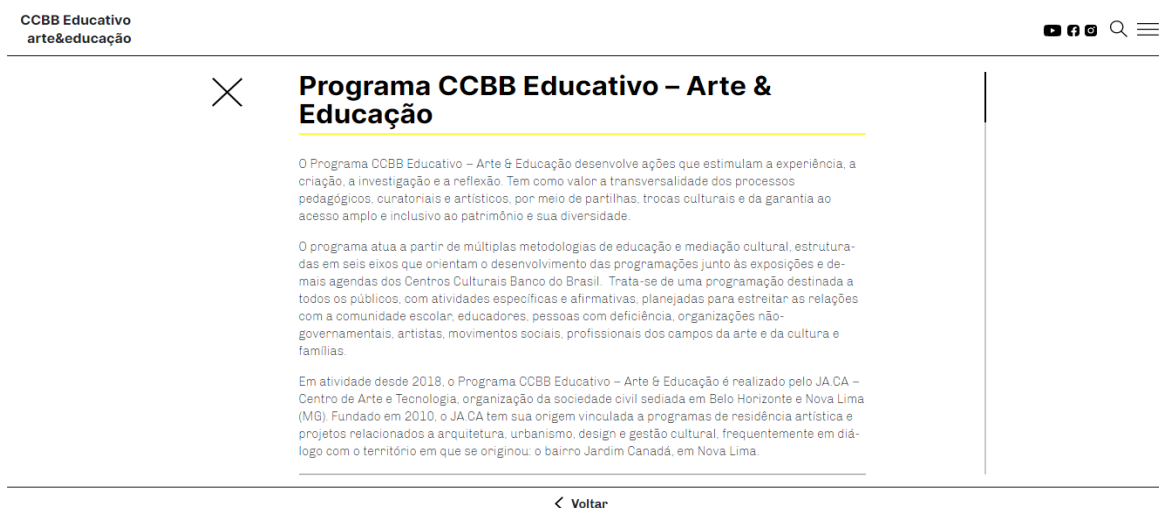 CCBB Educativo
arte&educação
Programa CCBB Educativo – Arte &
Educação
O Programa CCBB Educativo – Arte & Educação desenvolve ações que estimulam a experiência, a
criação, a investigação e a reflexão. Tem como valor a transversalidade dos processos
pedagógicos, curatoriais e artísticos, por meio de partilhas, trocas culturais e da garantia ao
acesso amplo e inclusivo ao patrimônio e sua diversidade.
O programa atua a partir de múltiplas metodologias de educação e mediação cultural, estrutura-
das em seis eixos que orientam o desenvolvimento das programações junto às exposições e de-
mais agendas dos Centros Culturais Banco do Brasil. Trata-se de uma programação destinada a
todos os públicos, com atividades específicas e afirmativas, planejadas para estreitar as relações
com a comunidade escolar, educadores, pessoas com deficiência, organizações não-
governamentais, artistas, movimentos sociais, profissionais dos campos da arte e da cultura e
famílias.
Em atividade desde 2018, o Programa CCBB Educativo – Arte & Educação é realizado pelo JA.CA –
Centro de Arte e Tecnologia, organização da sociedade civil sediada em Belo Horizonte e Nova Lima
(MG). Fundado em 2010, o JA.CA tem sua origem vinculada a programas de residência artística e
projetos relacionados a arquitetura, urbanismo, design e gestão cultural, frequentemente em diá-
logo com o território em que se originou: o bairro Jardim Canadá, em Nova Lima.
Voltar